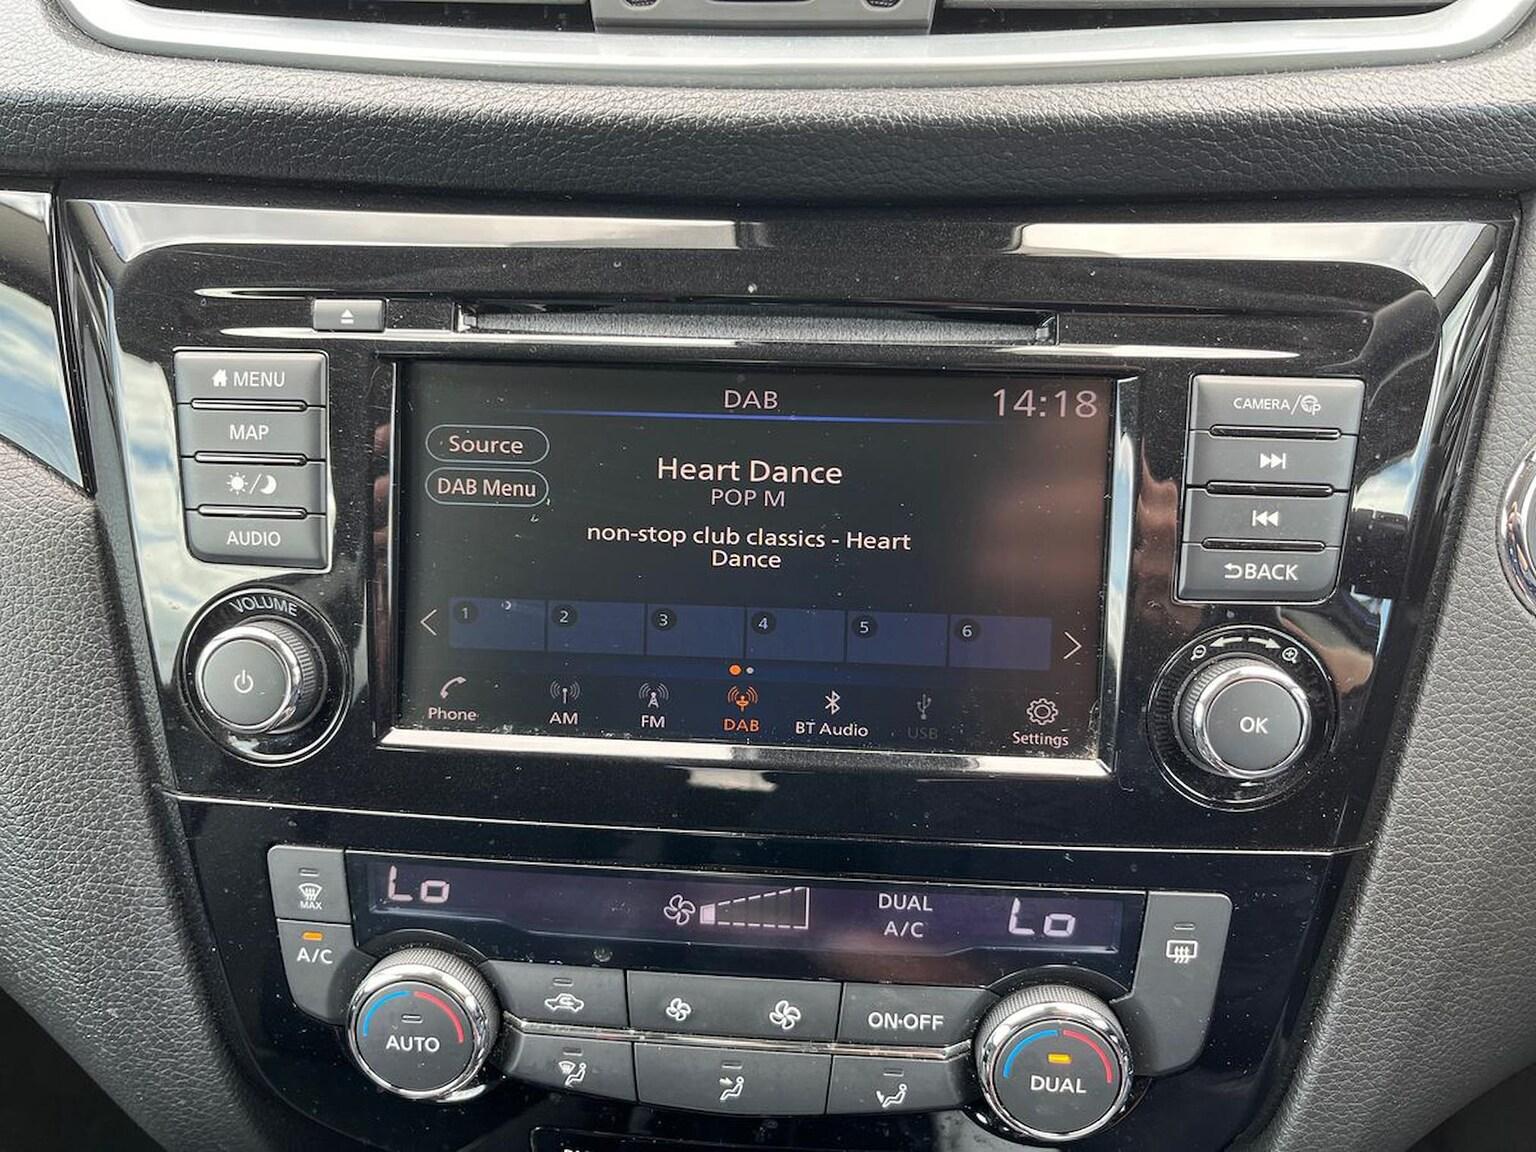 MENU
MAP
AUDIO
VOLUME
DAB
14:18
Source
DAB Menu
Heart Dance
POP M
non-stop club classics - Heart
Dance
1
2
3
4
5
6
Phone
AM
FM
DAB
BT Audio
USB
Settings
CAMERA/
BACK
OK
Lo
DUAL
A/C
Lo
MAX
A/C
AUTO
ON·OFF
DUAL